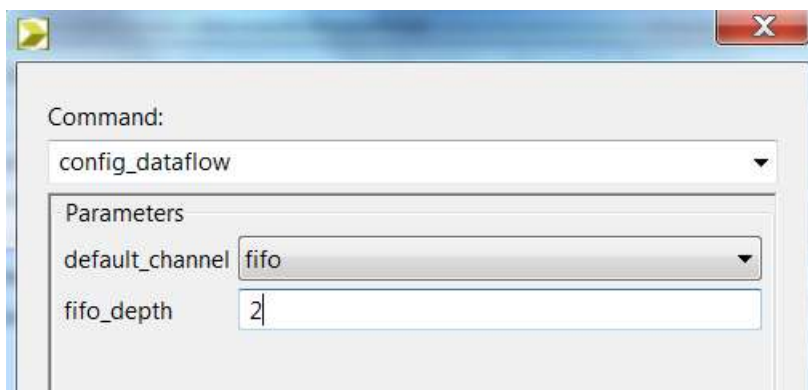 Command:
config_dataflow
Parameters
default_channel fifo
fifo_depth 2